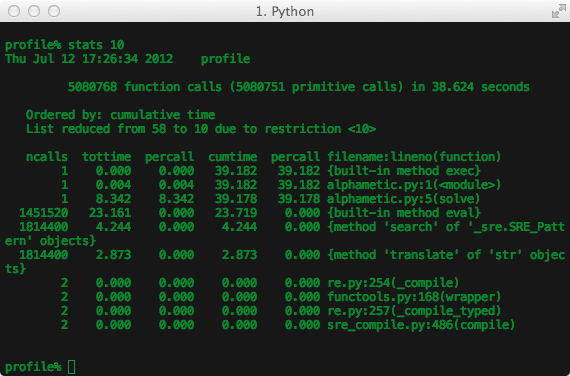 1. Python
profile% stats 10
Thu Jul 12 17:26:34 2012    profile
         5080768 function calls (5080751 primitive calls) in 38.624 seconds
   Ordered by: cumulative time
   List reduced from 58 to 10 due to restriction <10>
   ncalls  tottime  percall  cumtime  percall filename:lineno(function)
        1    0.000    0.000   39.182   39.182 {built-in method exec}
        1    0.004    0.004   39.182   39.182 alphametic.py:1(<module>)
        1    8.342    8.342   39.178   39.178 alphametic.py:5(solve)
  1451520   23.161    0.000   23.719    0.000 {built-in method eval}
  1814400    4.244    0.000    4.244    0.000 {method 'search' of '_sre.SRE_Patt
ern' objects}
  1814400    2.873    0.000    2.873    0.000 {method 'translate' of 'str' objec
ts}
        2    0.000    0.000    0.000    0.000 re.py:254(_compile)
        2    0.000    0.000    0.000    0.000 functools.py:168(wrapper)
        2    0.000    0.000    0.000    0.000 re.py:257(_compile_typed)
        2    0.000    0.000    0.000    0.000 sre_compile.py:486(compile)
profile%